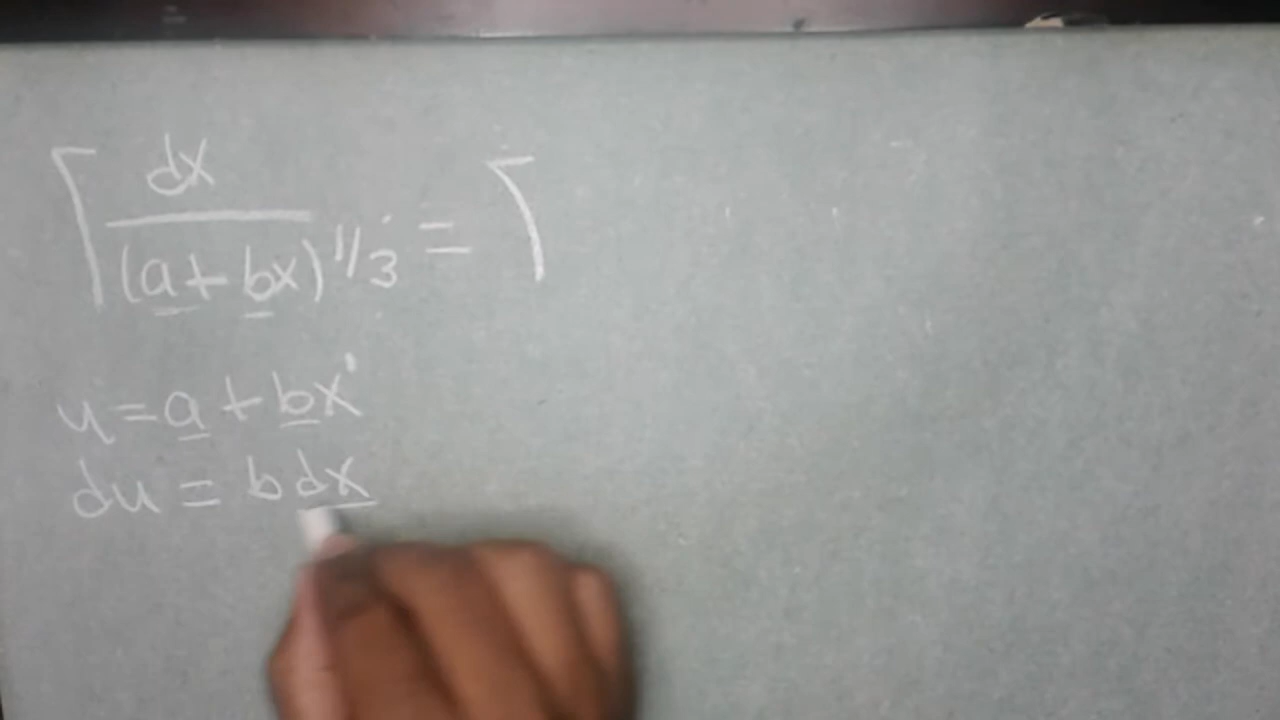 ∫ dx / (a + bx)^1/3 = ∫
u = a + bx
du = b dx